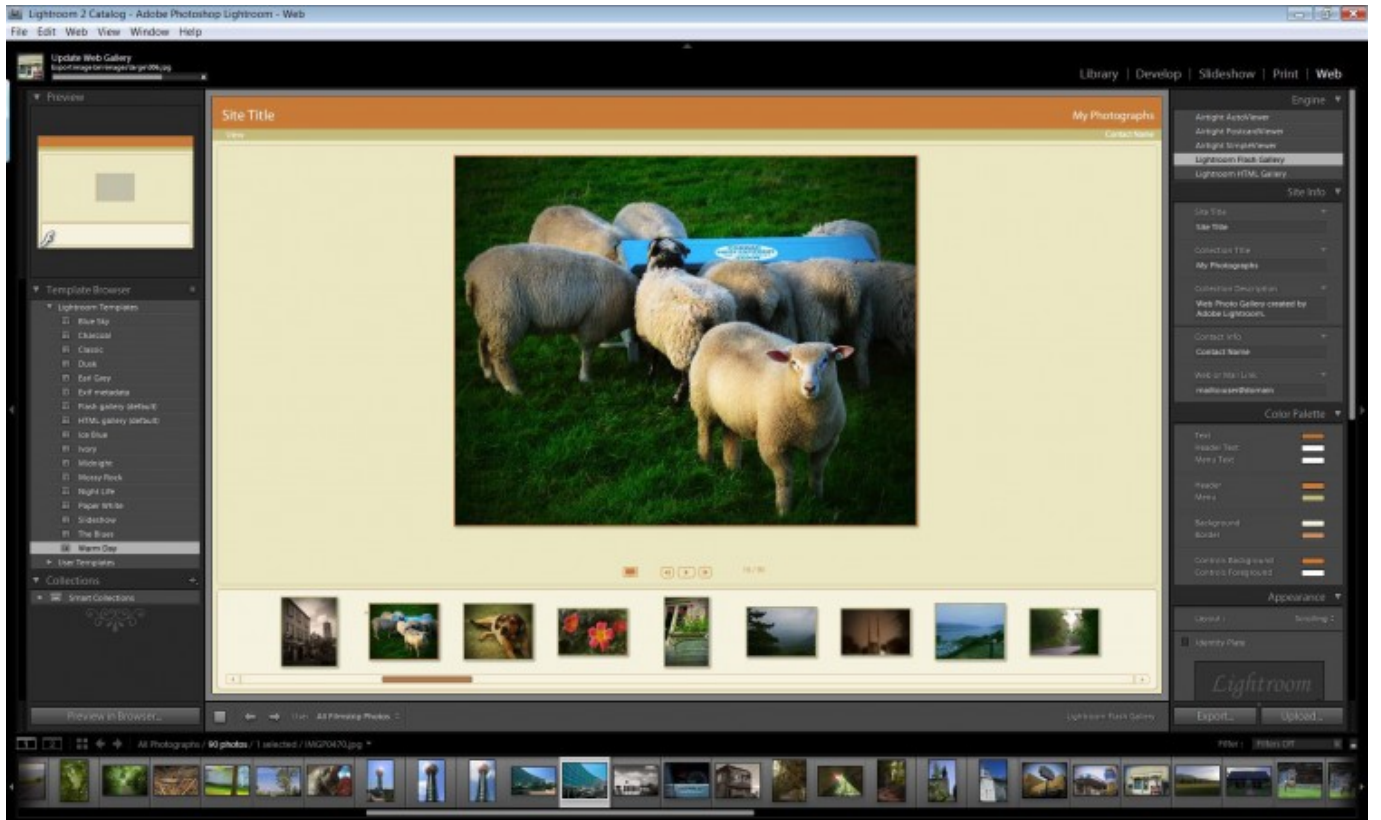 Lightroom 2 Catalog - Adobe Photoshop Lightroom - Web
File Edit Web View Window Help
Update Web Gallery
Library | Develop | Slideshow | Print | Web
Preview
Site Title
My Photographs
View
Contact Name
Template Browser
Lightroom Templates
Blue Sky
Charcoal
Classic
Dusk
Earl Grey
Exif metadata
Flash gallery (default)
HTML gallery (default)
Ice Blue
Ivory
Midnight
Mossy Rock
Night Life
Paper White
Slideshow
The Blues
Warm Day
User Templates
Collections
Smart Collections
Preview in Browser...
Engine
Airtight AutoViewer
Airtight PostcardViewer
Airtight SimpleViewer
Lightroom Flash Gallery
Lightroom HTML Gallery
Site Info
Site Title
Site Title
Collection Title
My Photographs
Collection Description
Web Photo Gallery created by
Adobe Lightroom.
Contact Info
Contact Name
Web or Mail Link
mailto:user@domain
Color Palette
Text
Header Text
Menu Text
Header
Menu
Background
Border
Controls Background
Controls Foreground
Appearance
Layout : Scrolling
Identity Plate
Lightroom
Export... Upload...
Use: All Filmstrip Photos
Lightroom Flash Gallery
1 2 All Photographs / 90 photos / 1 selected / IMGP0470.jpg
Filter : Filters Off